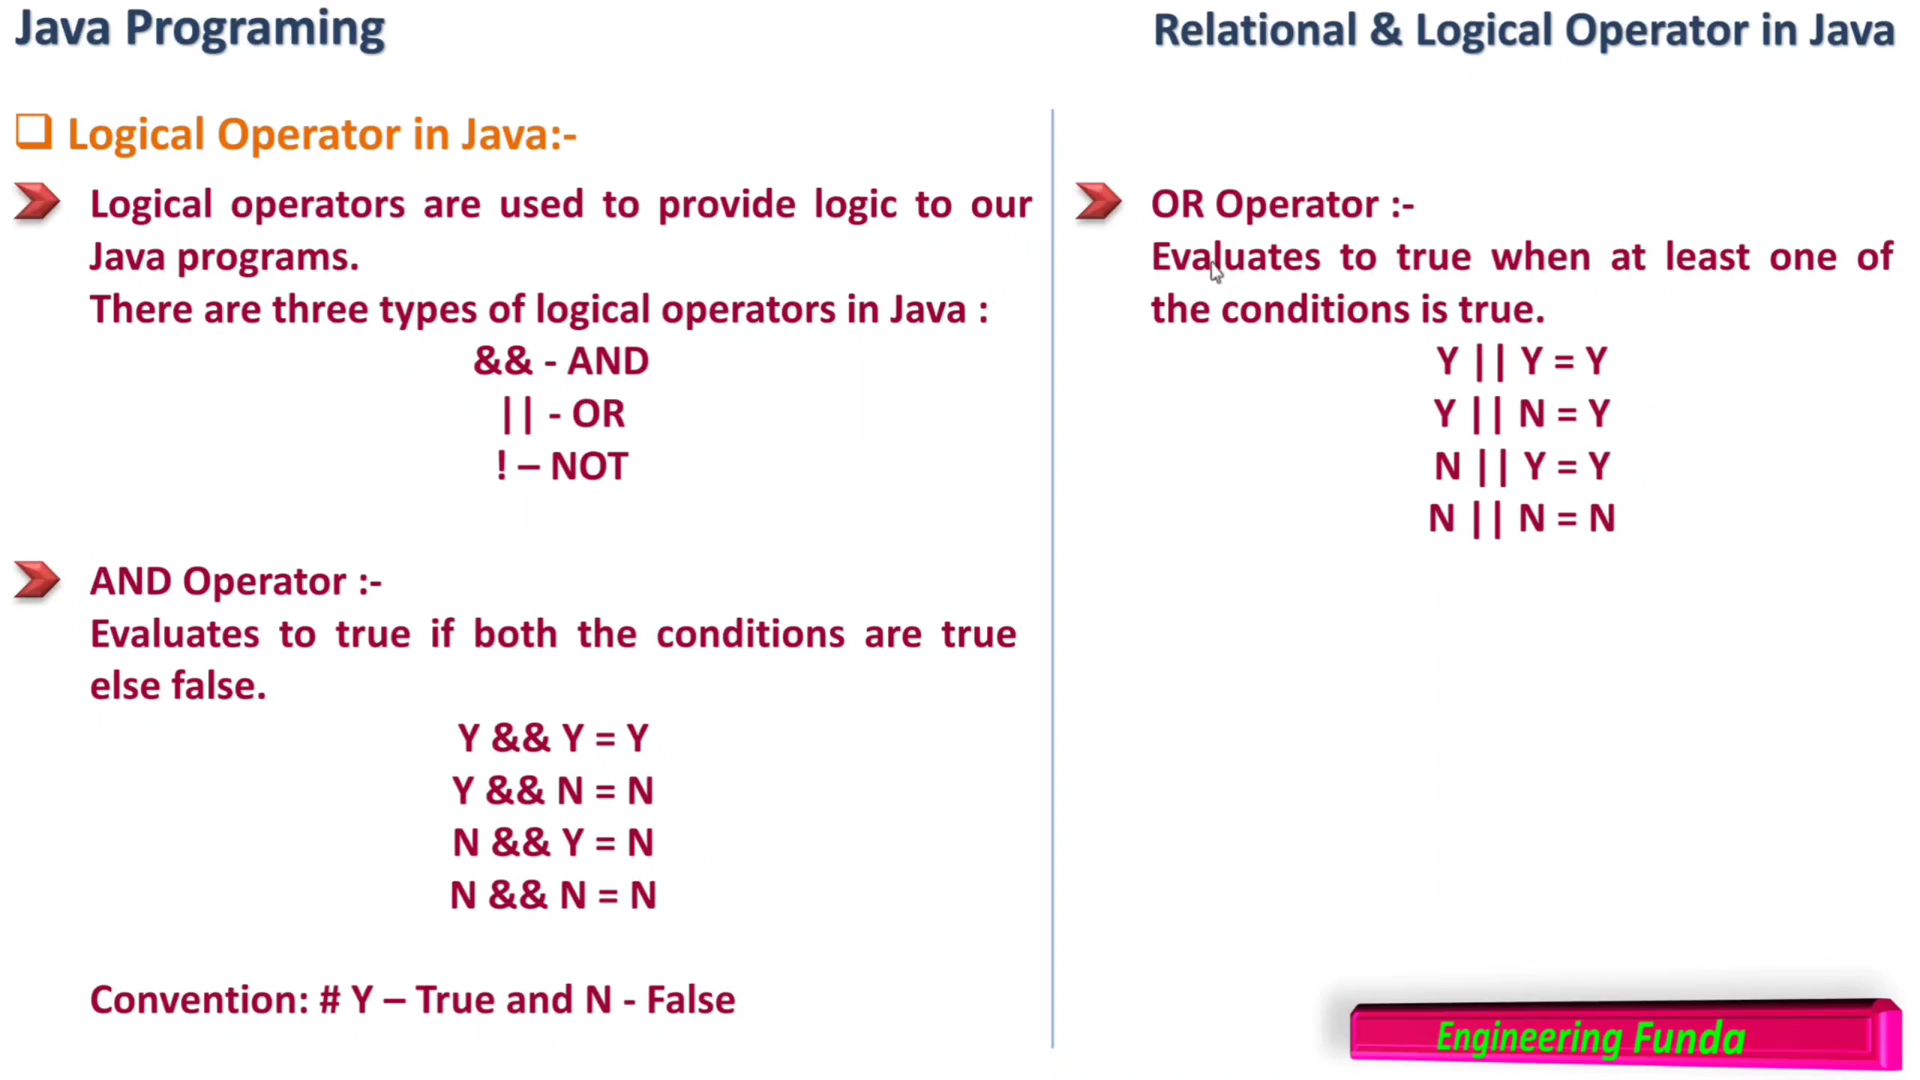 Java Programing
Relational & Logical Operator in Java
Logical Operator in Java:-
Logical operators are used to provide logic to our
Java programs.
There are three types of logical operators in Java :
&& - AND
|| - OR
! – NOT
AND Operator :-
Evaluates to true if both the conditions are true
else false.
Y && Y = Y
Y && N = N
N && Y = N
N && N = N
Convention: # Y – True and N - False
OR Operator :-
Evaluates to true when at least one of
the conditions is true.
Y || Y = Y
Y || N = Y
N || Y = Y
N || N = N
Engineering Funda